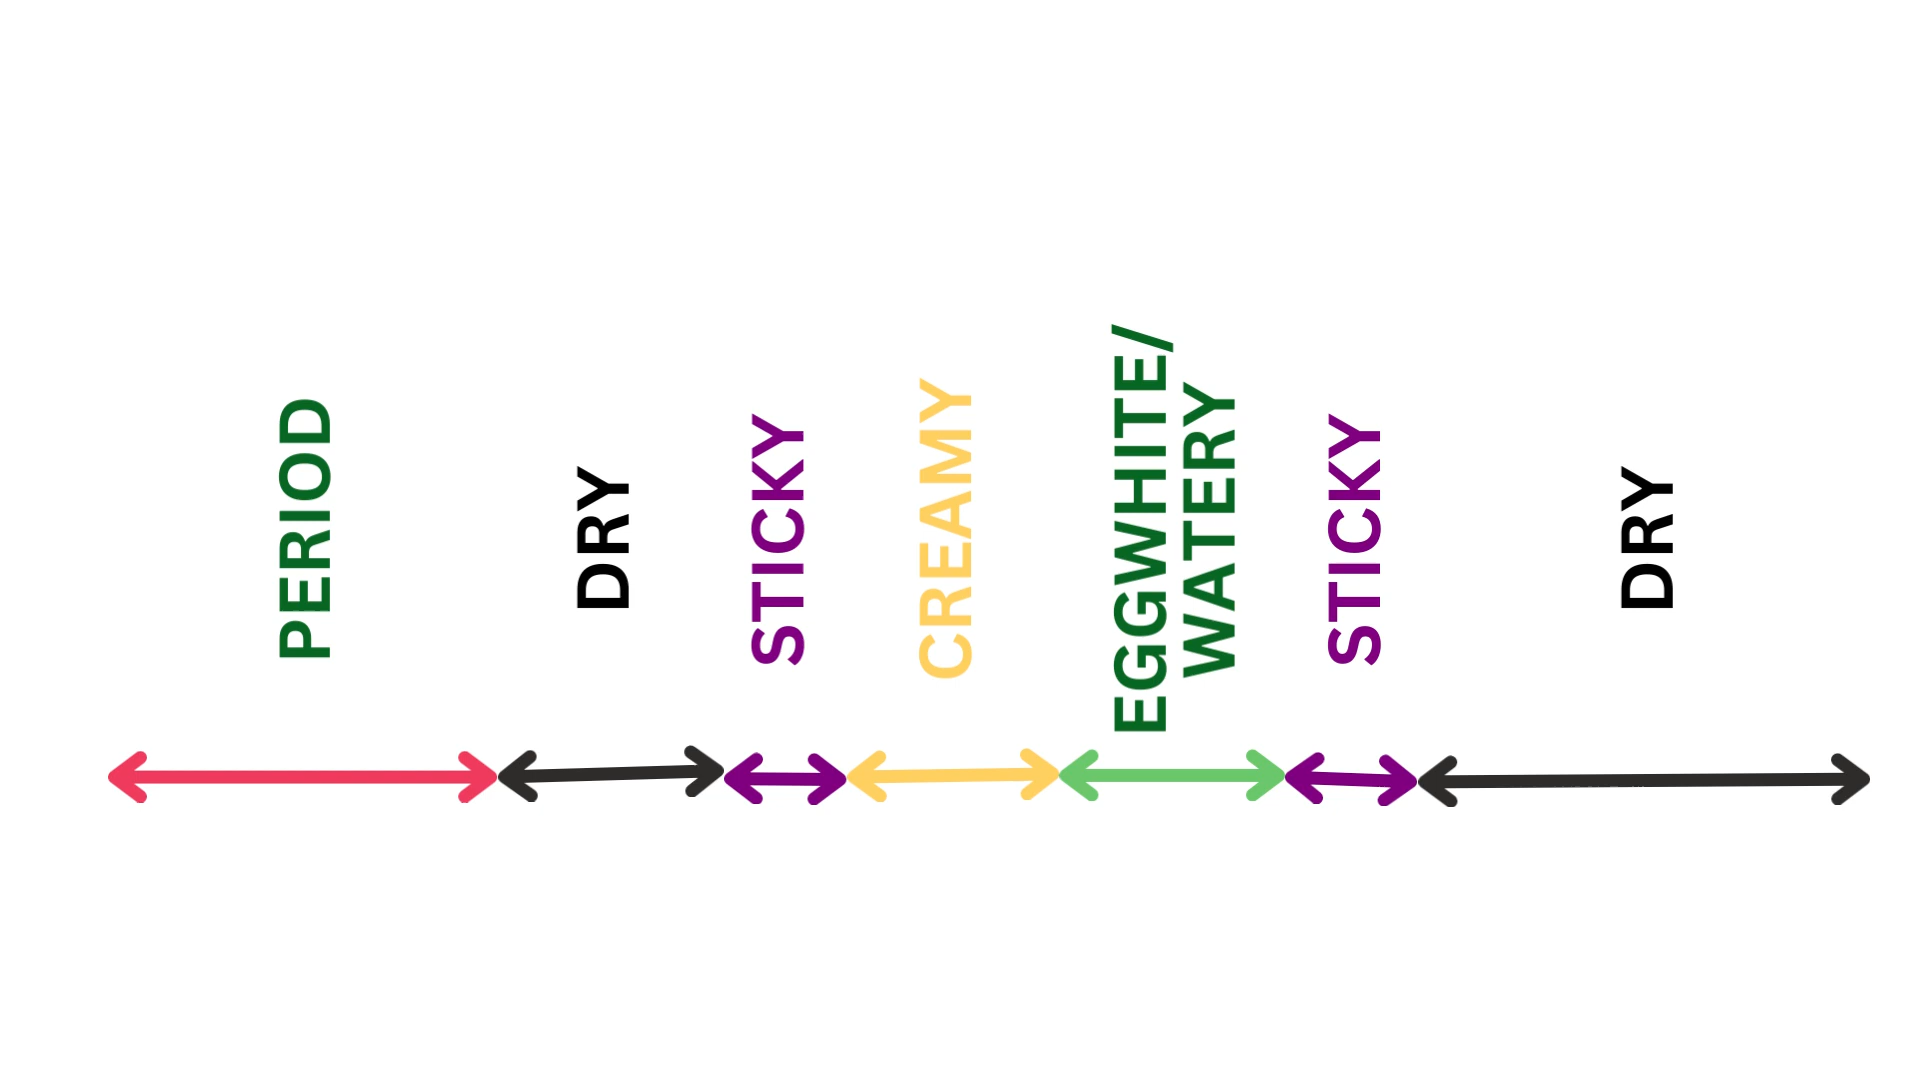 PERIOD
DRY
STICKY
CREAMY
EGGWHITE/
WATERY
STICKY
DRY